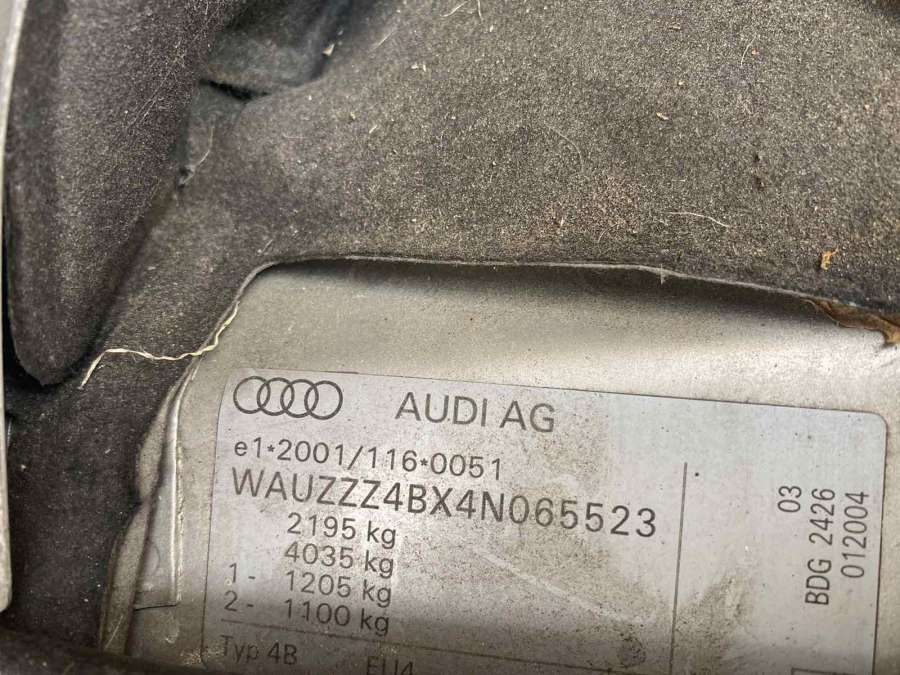 AUDI AG
e1*2001/116*0051
WAUZZZ4BX4N065523
2195 kg
4035 kg
1- 1205 kg
2- 1100 kg
Typ 4B
EU4
03
BDG 2426
012004